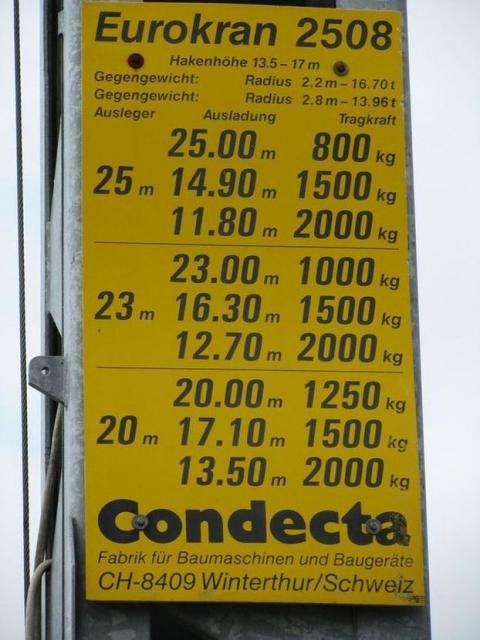 Eurokran 2508
Hakenhöhe 13.5 – 17 m
Gegengewicht: Radius 2.2 m – 16.70 t
Gegengewicht: Radius 2.8 m – 13.96 t
Ausleger Ausladung Tragkraft
25.00 m 800 kg
25 m 14.90 m 1500 kg
11.80 m 2000 kg
23.00 m 1000 kg
23 m 16.30 m 1500 kg
12.70 m 2000 kg
20.00 m 1250 kg
20 m 17.10 m 1500 kg
13.50 m 2000 kg
Condecta
Fabrik für Baumaschinen und Baugeräte
CH-8409 Winterthur/Schweiz